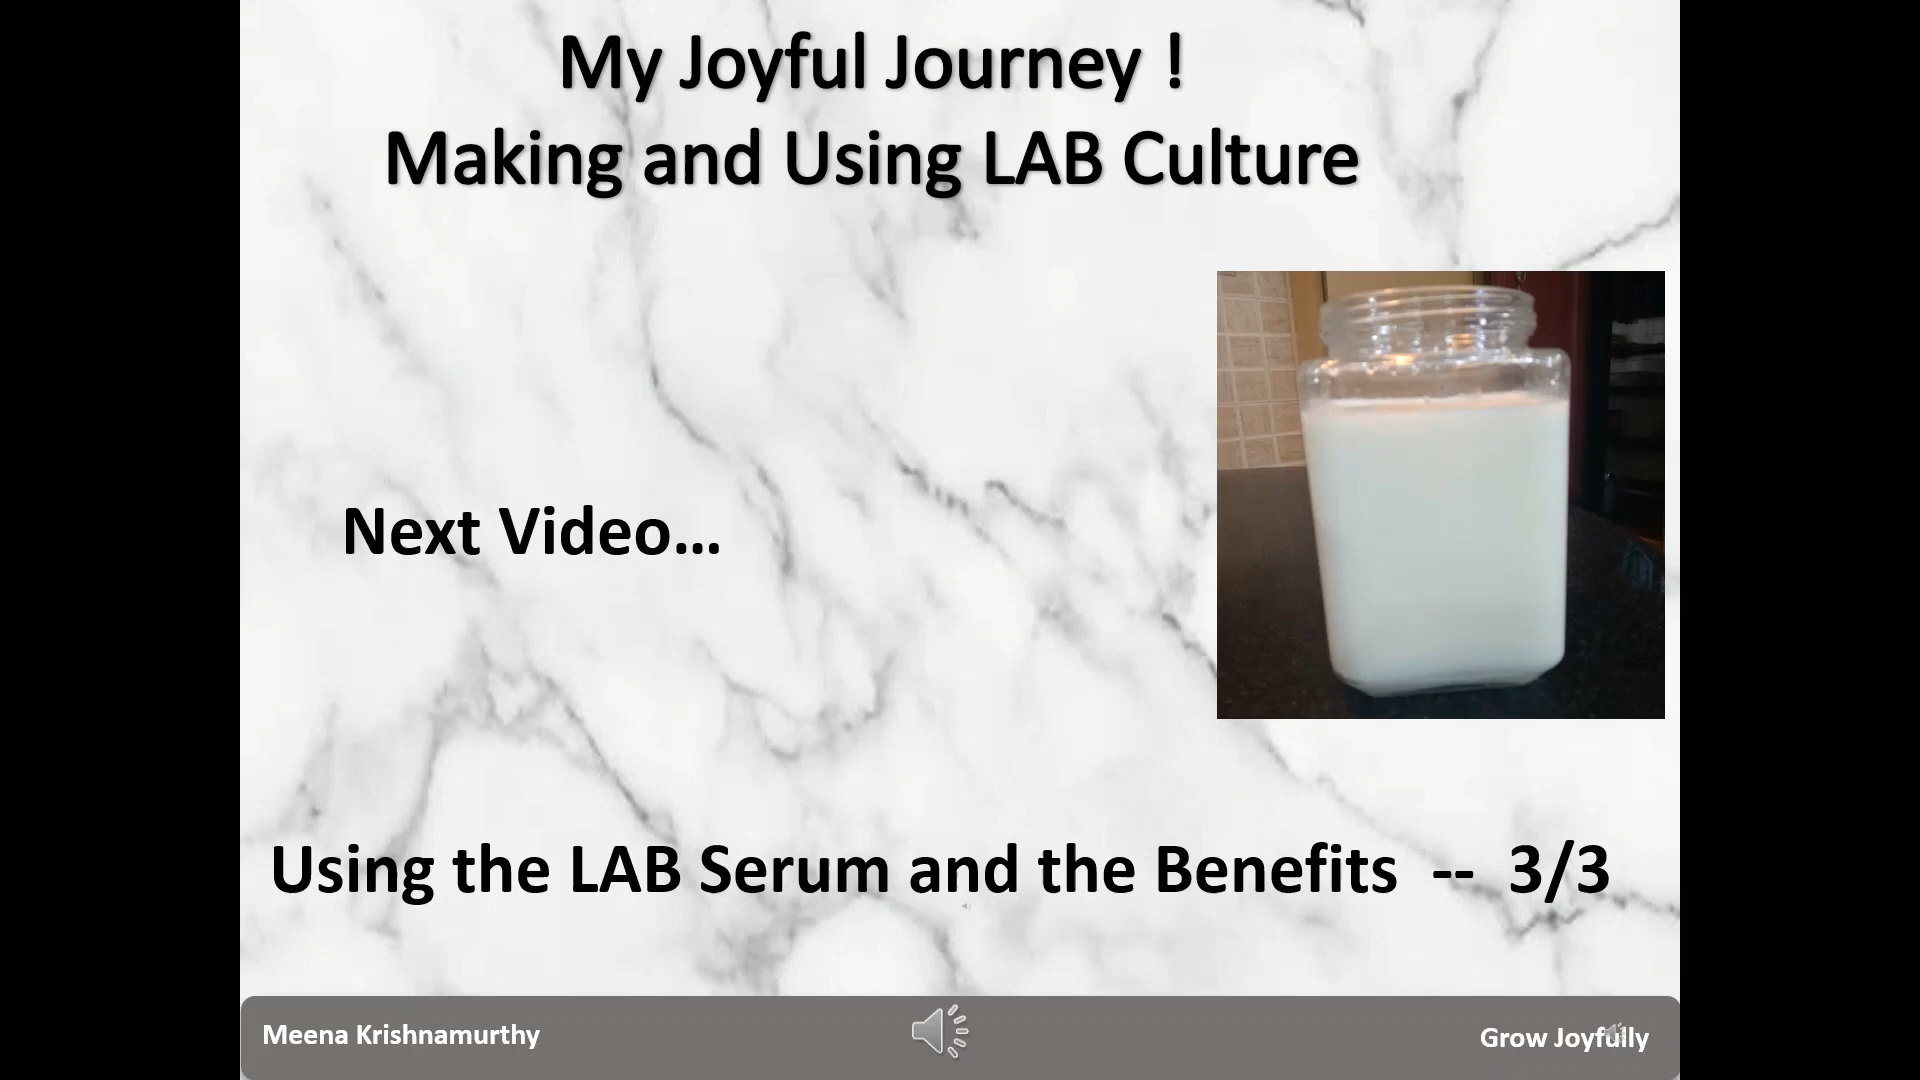 My Joyful Journey !
Making and Using LAB Culture
Next Video...
Using the LAB Serum and the Benefits -- 3/3
Meena Krishnamurthy
Grow Joyfully